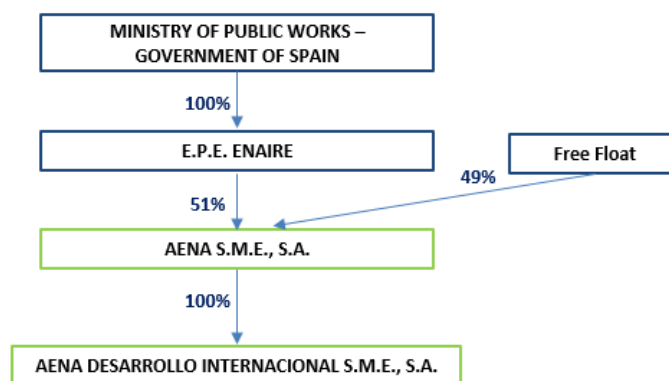 MINISTRY OF PUBLIC WORKS –
GOVERNMENT OF SPAIN
100%
E.P.E. ENAIRE
Free Float
49%
51%
AENA S.M.E., S.A.
100%
AENA DESARROLLO INTERNACIONAL S.M.E., S.A.